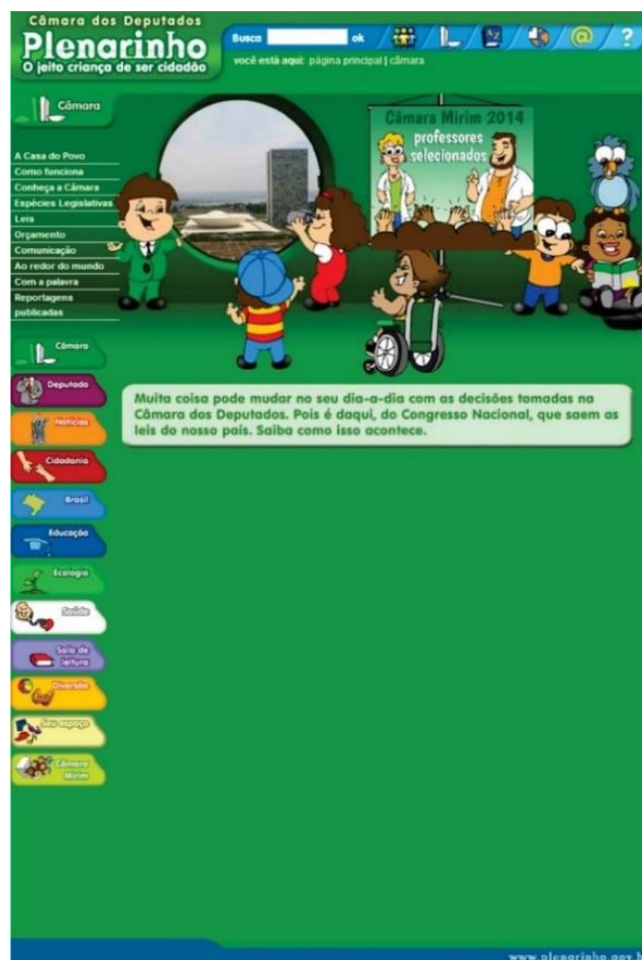 Câmara dos Deputados
Plenarinho
O jeito criança de ser cidadão
Busca ok
A Z
@ ?
você está aqui: página principal | câmara
Câmara
A Casa do Povo
Como funciona
Conheça a Câmara
Espécies Legislativas
Leis
Orçamento
Comunicação
Ao redor do mundo
Com a palavra
Reportagens
publicadas
Câmara Mirim 2014
professores
selecionados
Câmara
Deputado
Notícias
Cidadania
Brasil
Educação
Ecologia
Saúde
Sala de
leitura
Diversão
Seu espaço
Câmara
Mirim
Muita coisa pode mudar no seu dia-a-dia com as decisões tomadas na
Câmara dos Deputados. Pois é daqui, do Congresso Nacional, que saem as
leis do nosso país. Saiba como isso acontece.
www.plenarinho.gov.b